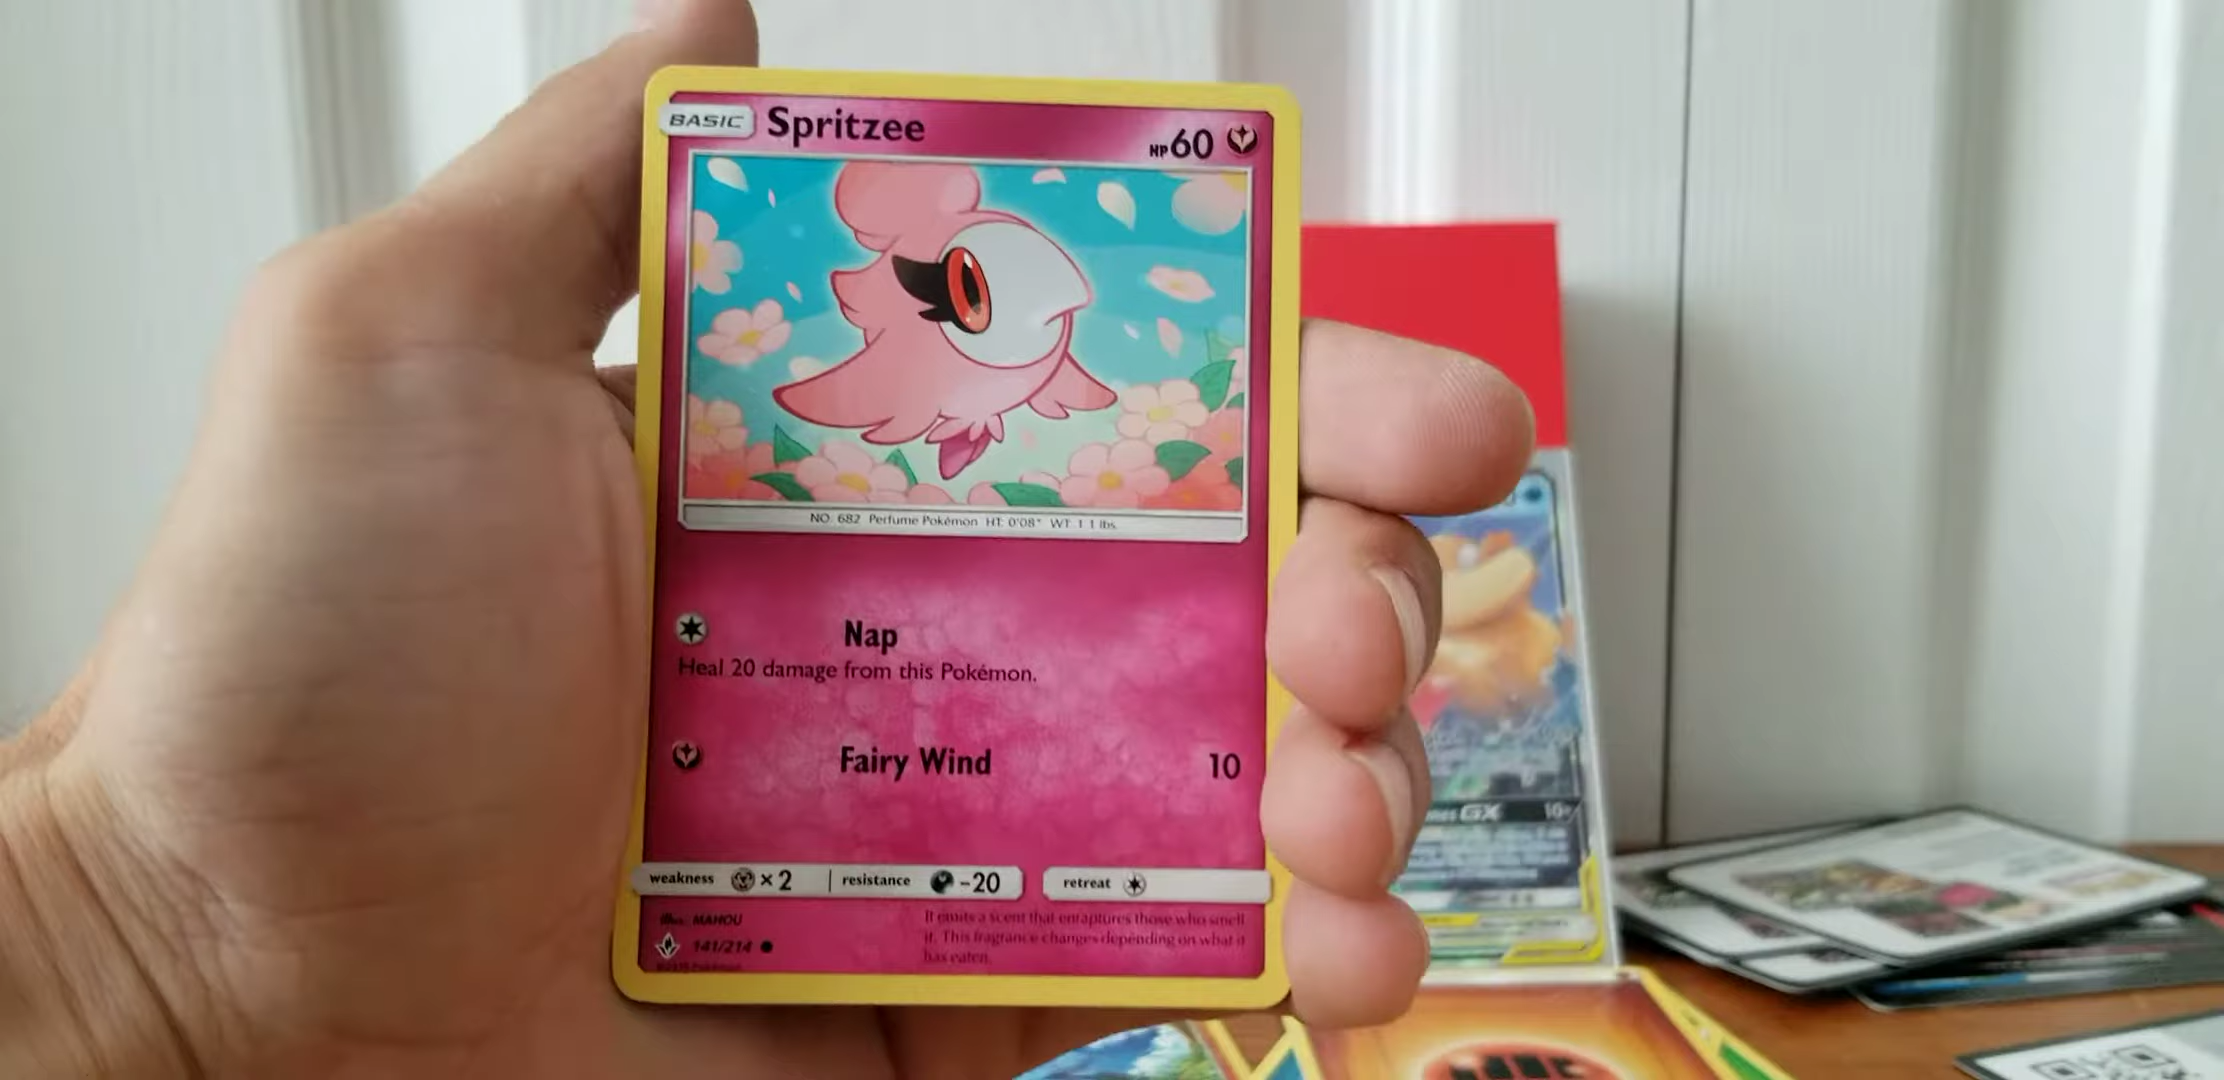 BASIC Spritzee HP60
NO. 682 Perfume Pokémon HT: 0'08" WT: 1.1 lbs.
Nap
Heal 20 damage from this Pokémon.
Fairy Wind 10
weakness ×2 resistance -20 retreat
Illus. MAHOU
141/214
It emits a scent that enraptures those who smell
it. This fragrance changes depending on what it
has eaten.
GX 10+